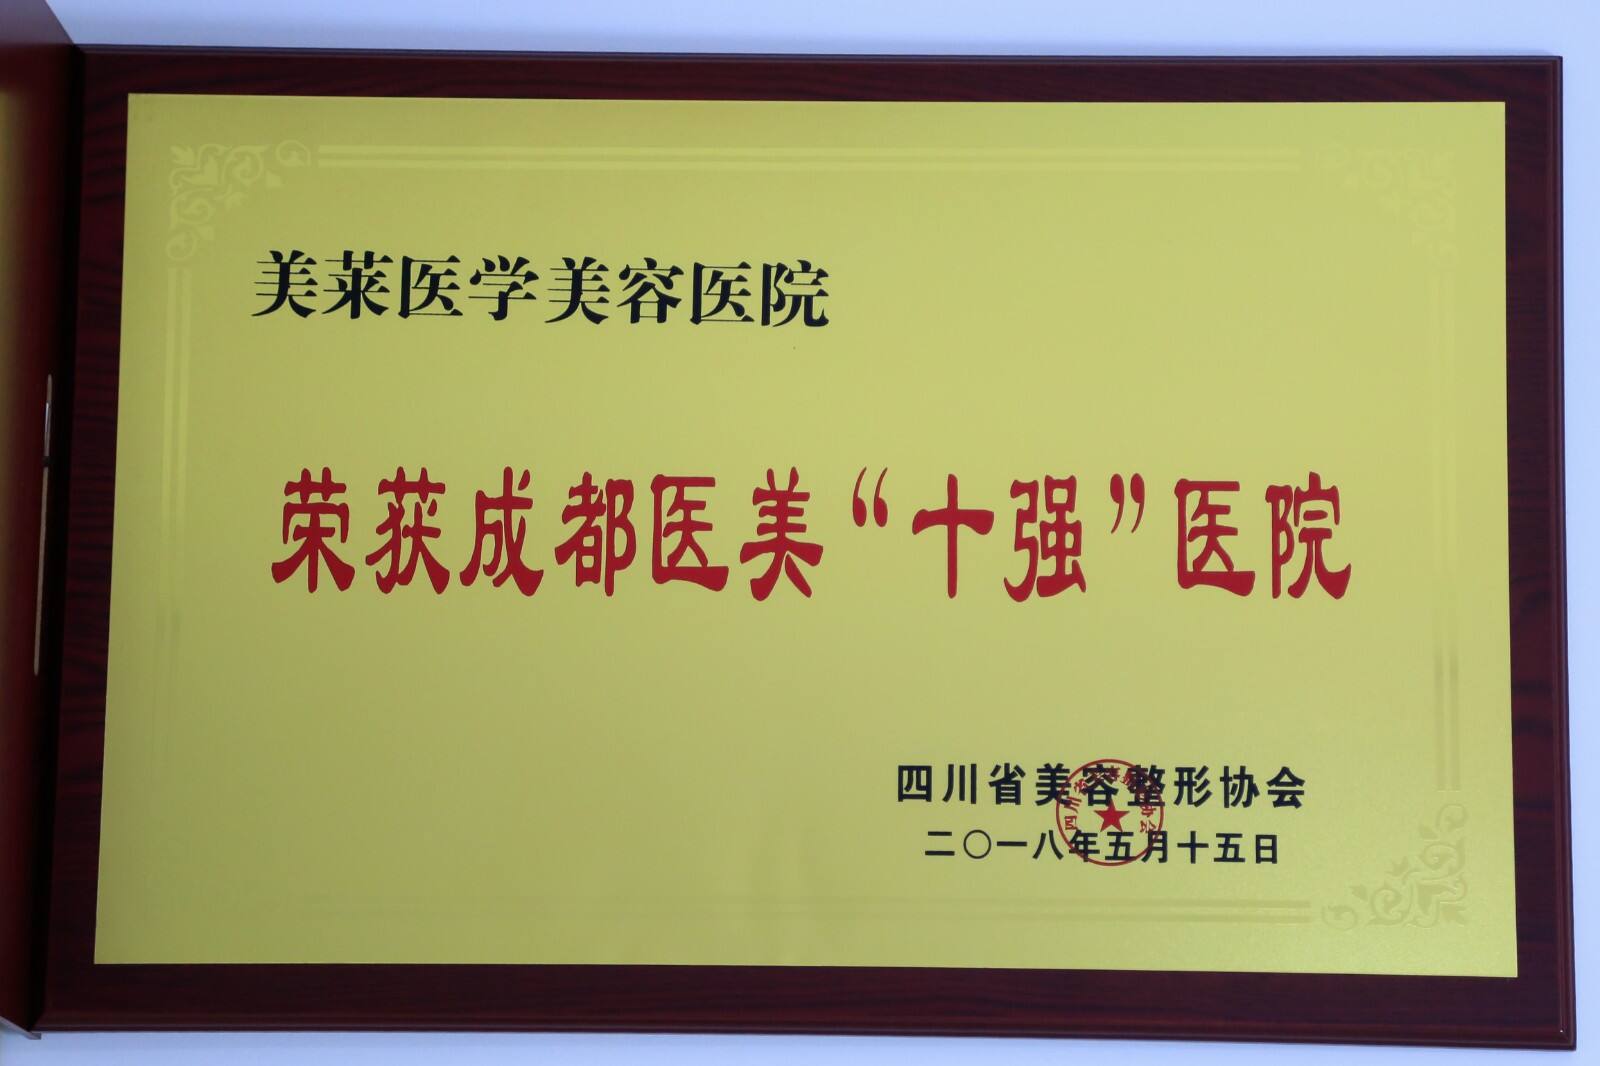 美莱医学美容医院
荣获成都医美“十强”医院
四川省美容整形协会
二〇一八年五月十五日